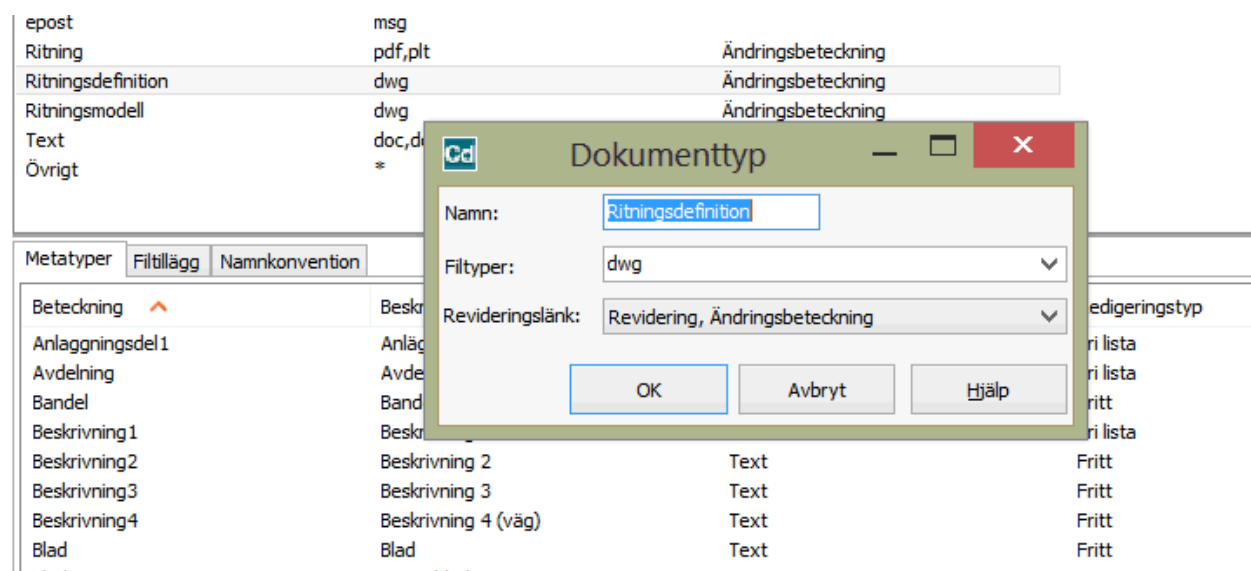 epost msg
Ritning pdf,plt Ändringsbeteckning
Ritningsdefinition dwg Ändringsbeteckning
Ritningsmodell dwg Ändringsbeteckning
Text
Övrigt *
Cd Dokumenttyp
Namn: Ritningsdefinition
Filtyper: dwg
Revideringslänk: Revidering, Ändringsbeteckning
OK Avbryt Hjälp
Metatyper Filtillägg Namnkonvention
Beteckning
Anlaggningsdel1
Avdelning
Bandel
Beskrivning1
Beskrivning2 Beskrivning 2 Text Fritt
Beskrivning3 Beskrivning 3 Text Fritt
Beskrivning4 Beskrivning 4 (väg) Text Fritt
Blad Blad Text Fritt